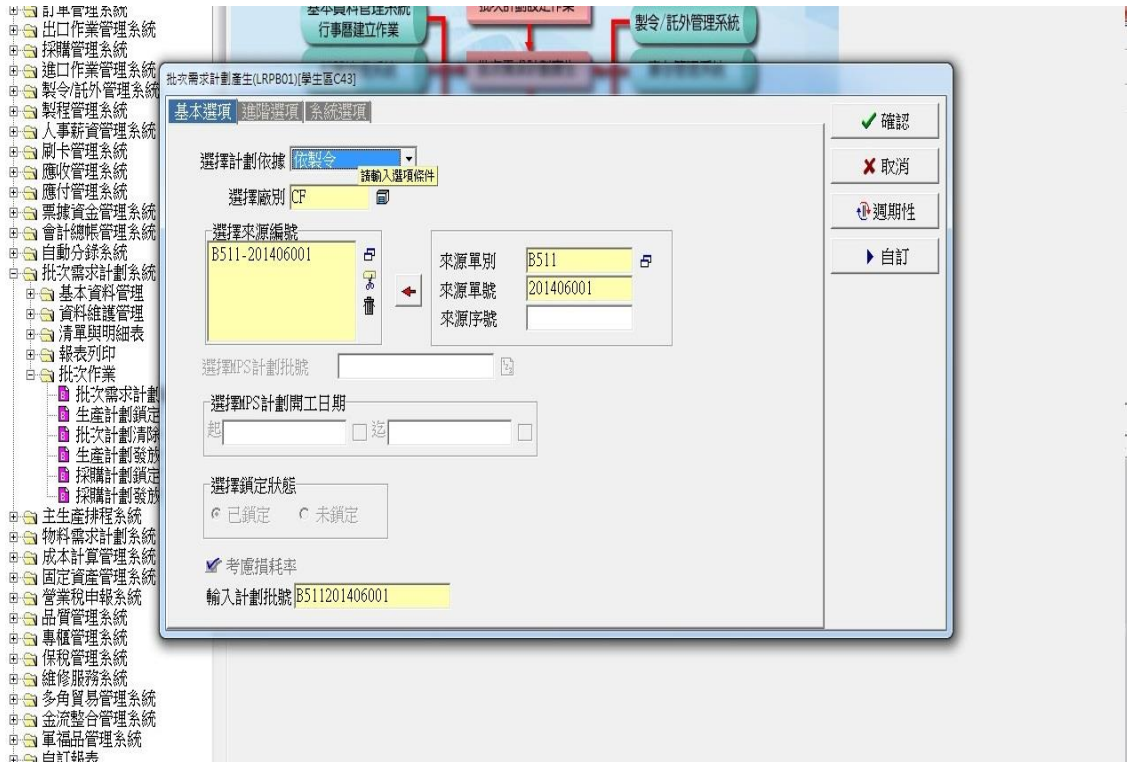 訂單管理系統
出口作業管理系統
採購管理系統
進口作業管理系統
製令/託外管理系統
製程管理系統
人事薪資管理系統
刷卡管理系統
應收管理系統
應付管理系統
票據資金管理系統
會計總帳管理系統
自動分錄系統
批次需求計劃系統
基本資料管理
資料維護管理
清單與明細表
報表列印
批次作業
批次需求計劃
生產計劃鎖定
批次計劃清除
生產計劃發放
採購計劃鎖定
採購計劃發放
主生產排程系統
物料需求計劃系統
成本計算管理系統
固定資產管理系統
營業稅申報系統
品質管理系統
專櫃管理系統
保稅管理系統
維修服務系統
多角貿易管理系統
金流整合管理系統
軍福品管理系統
自訂報表
基本資料管理系統
行事曆建立作業
批次計劃設定作業
製令/託外管理系統
批次需求計劃產生(LRPB01)[學生區C43]
基本選項 進階選項 系統選項
選擇計劃依據 依製令
請輸入選項條件
選擇廠別 CF
選擇來源編號
B511-201406001
來源單別 B511
來源單號 201406001
來源序號
選擇MPS計劃批號
選擇MPS計劃開工日期
起 迄
選擇鎖定狀態
已鎖定 未鎖定
考慮損耗率
輸入計劃批號 B511201406001
確認
取消
週期性
自訂